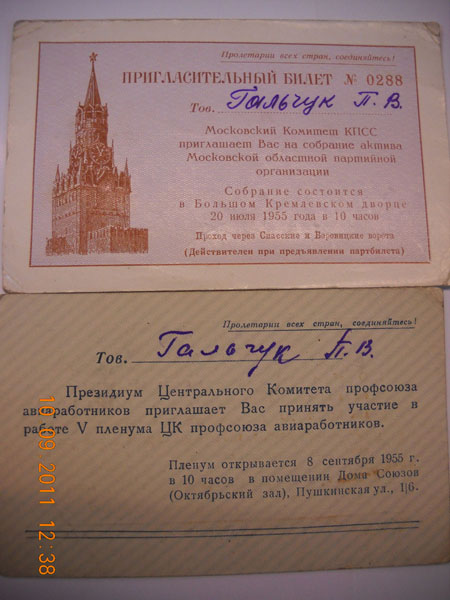 Пролетарии всех стран, соединяйтесь!
ПРИГЛАСИТЕЛЬНЫЙ БИЛЕТ № 0288
Тов. Гальчук П. В.
Московский Комитет КПСС
приглашает Вас на собрание актива
Московской областной партийной
организации
Собрание состоится
в Большом Кремлевском дворце
20 июля 1955 года в 10 часов
Проход через Спасские и Боровицкие ворота
(Действителен при предъявлении партбилета)
Пролетарии всех стран, соединяйтесь!
Тов. Гальчук П. В.
Президиум Центрального Комитета профсоюза
авиаработников приглашает Вас принять участие в
работе V пленума ЦК профсоюза авиаработников.
Пленум открывается 8 сентября 1955 г.
в 10 часов в помещении Дома Союзов
(Октябрьский зал), Пушкинская ул., 1|6.
19/09/2011 12:38